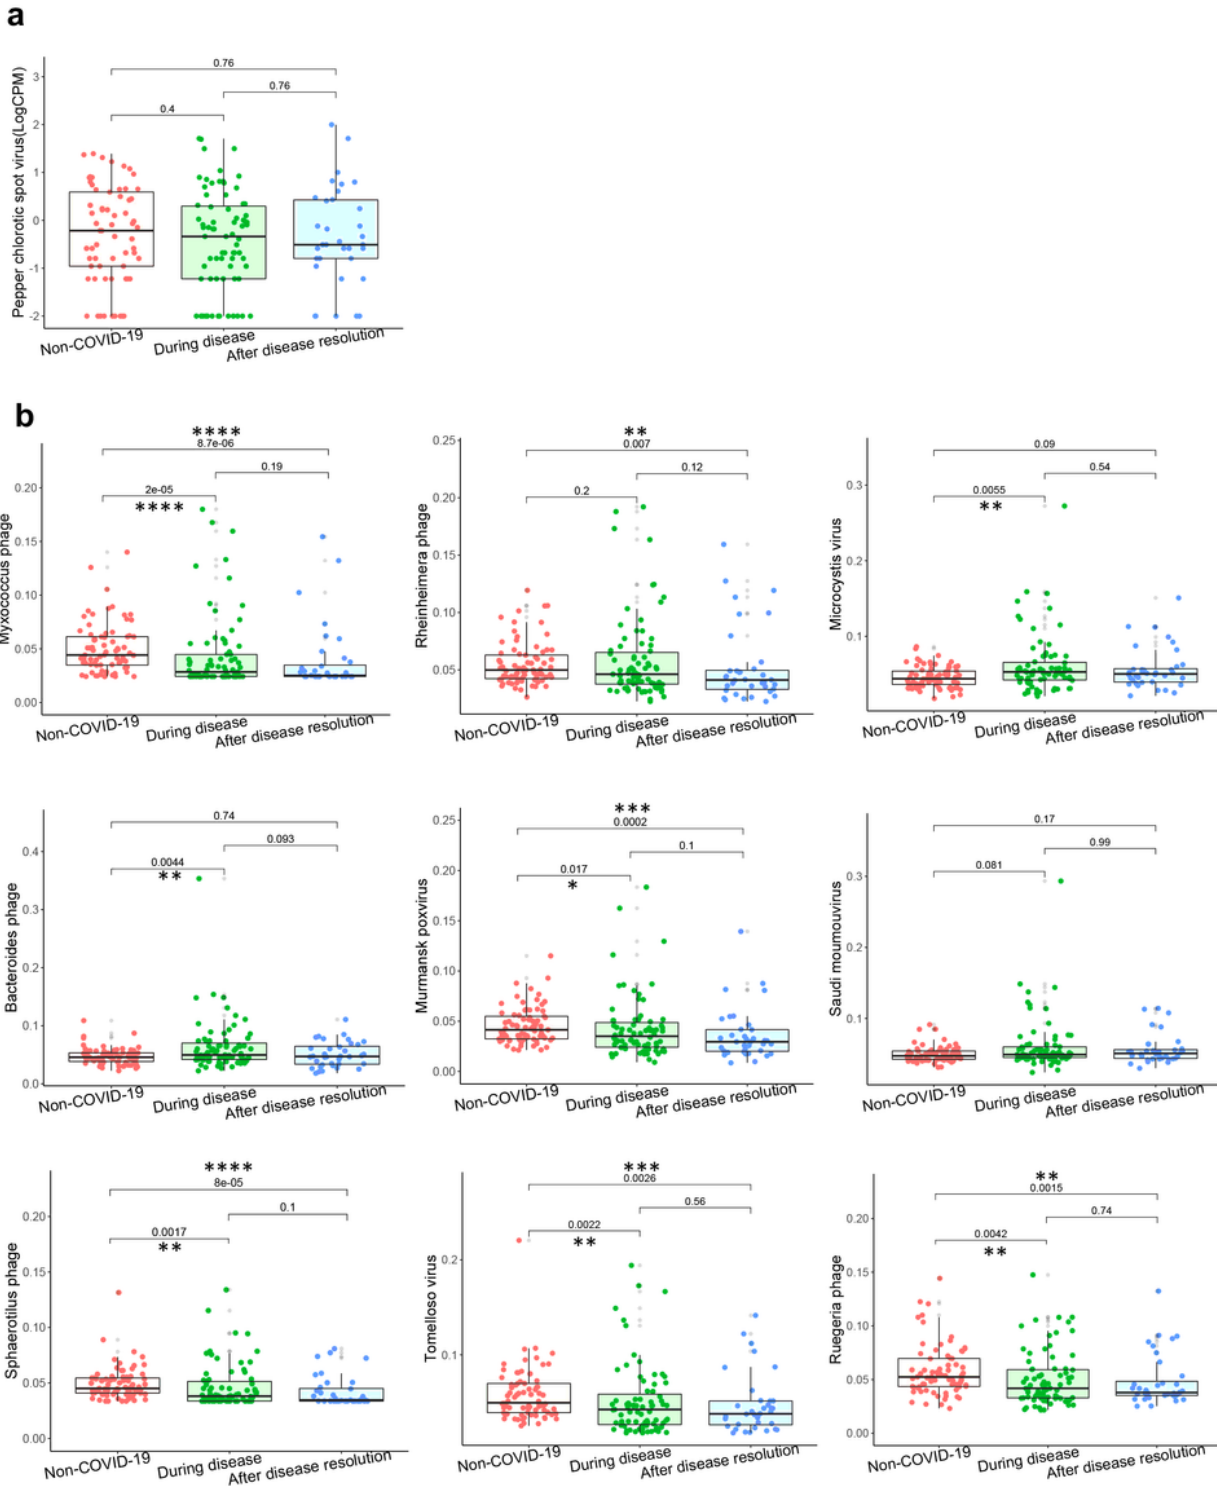 a
0.76
0.76
0.4
Pepper chlorotic spot virus(LogCPM)
3
2
1
0
-1
-2
Non-COVID-19
During disease
After disease resolution
b
****
8.7e-06
0.19
2e-05
****
Myxococcus phage
0.20
0.15
0.10
0.05
0.00
Non-COVID-19
During disease
After disease resolution
**
0.007
0.12
0.2
Rheinheimera phage
0.25
0.20
0.15
0.10
0.05
Non-COVID-19
During disease
After disease resolution
0.09
0.54
0.0055
**
Microcystis virus
0.3
0.2
0.1
Non-COVID-19
During disease
After disease resolution
0.74
0.093
0.0044
**
Bacteroides phage
0.4
0.3
0.2
0.1
0.0
Non-COVID-19
During disease
After disease resolution
***
0.0002
0.1
0.017
*
Murmansk poxvirus
0.25
0.20
0.15
0.10
0.05
0.00
Non-COVID-19
During disease
After disease resolution
0.17
0.99
0.081
Saudi moumouvirus
0.3
0.2
0.1
Non-COVID-19
During disease
After disease resolution
****
8e-05
0.1
0.0017
**
Sphaerotilus phage
0.20
0.15
0.10
0.05
0.00
Non-COVID-19
During disease
After disease resolution
***
0.0026
0.56
0.0022
**
Tomelloso virus
0.2
0.1
Non-COVID-19
During disease
After disease resolution
**
0.0015
0.74
0.0042
**
Ruegeria phage
0.20
0.15
0.10
0.05
0.00
Non-COVID-19
During disease
After disease resolution